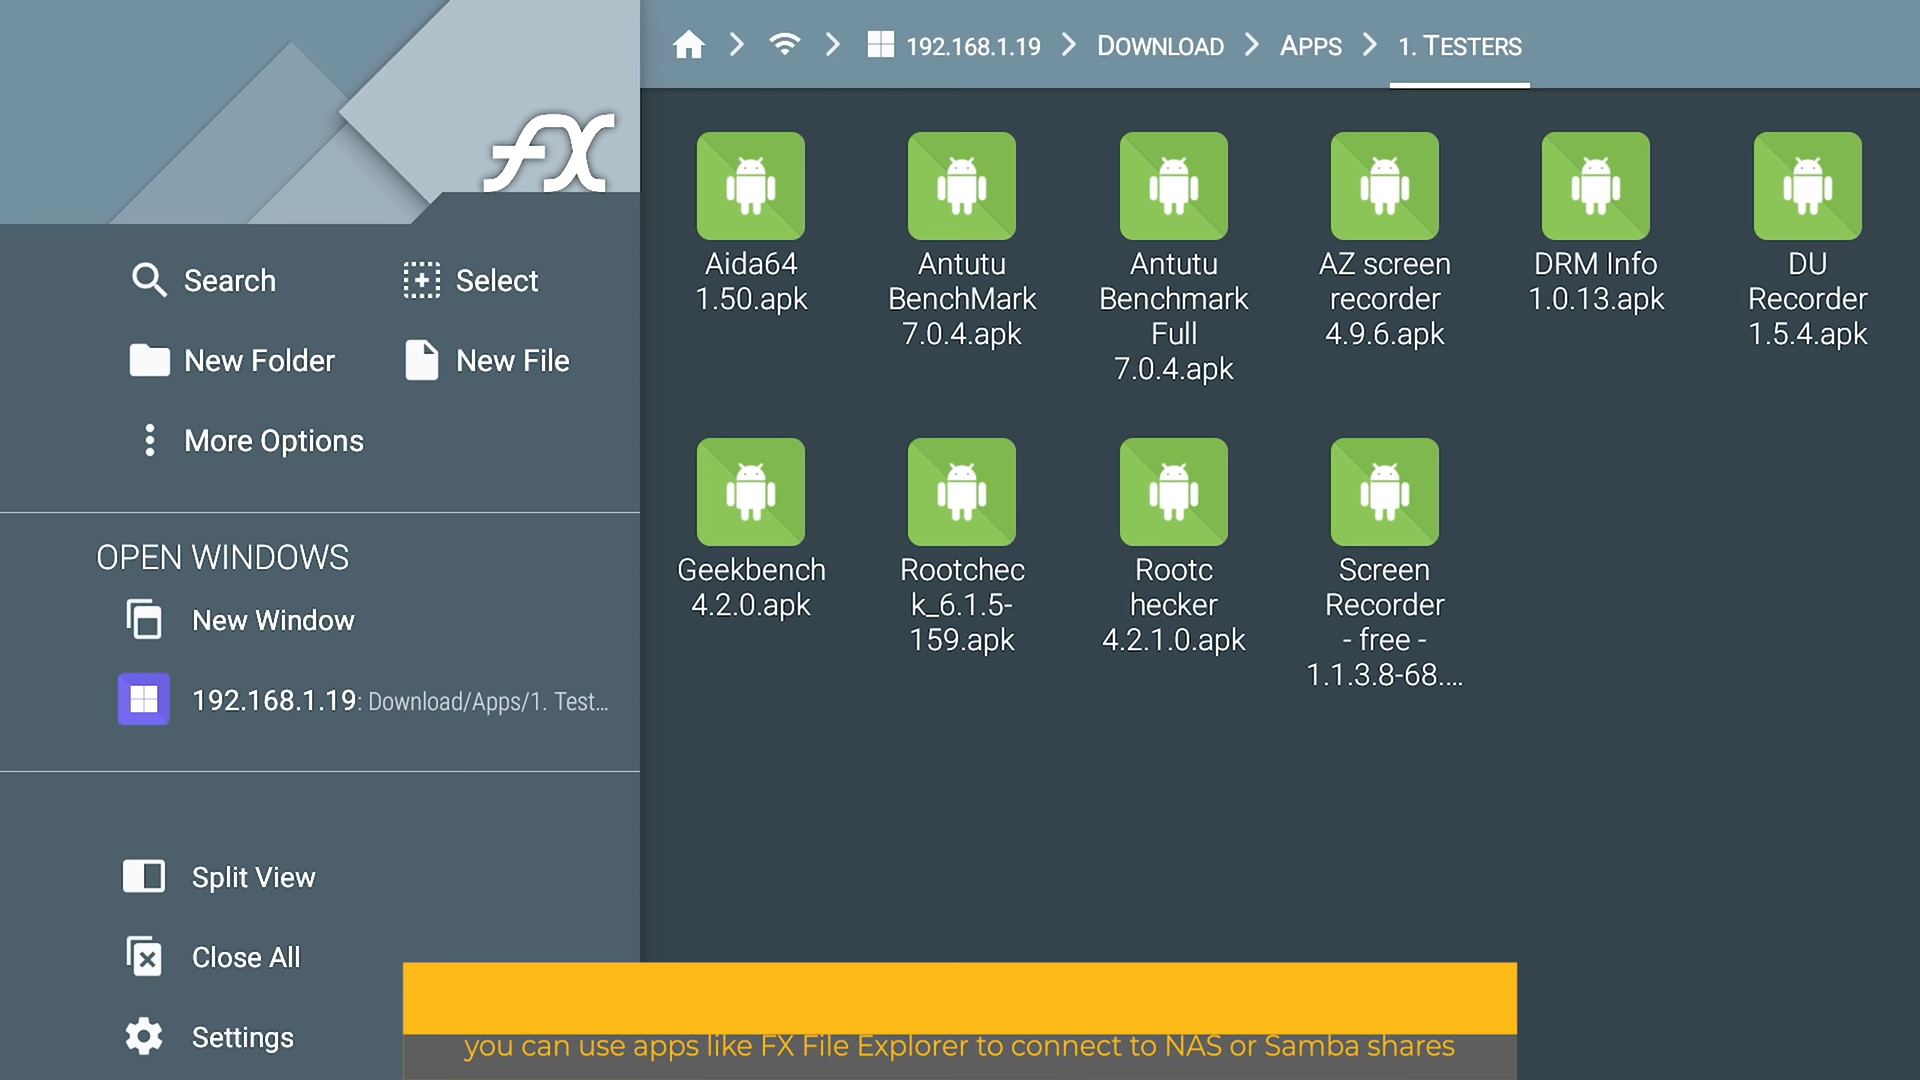 192.168.1.19
DOWNLOAD
APPS
1. TESTERS
FX
Search
Select
New Folder
New File
More Options
OPEN WINDOWS
New Window
192.168.1.19: Download/Apps/1. Test...
Split View
Close All
Settings
Aida64
1.50.apk
Antutu
BenchMark
7.0.4.apk
Antutu
Benchmark
Full
7.0.4.apk
AZ screen
recorder
4.9.6.apk
DRM Info
1.0.13.apk
DU
Recorder
1.5.4.apk
Geekbench
4.2.0.apk
Rootchec
k_6.1.5-
159.apk
Rootc
hecker
4.2.1.0.apk
Screen
Recorder
- free -
1.1.3.8-68....
you can use apps like FX File Explorer to connect to NAS or Samba shares